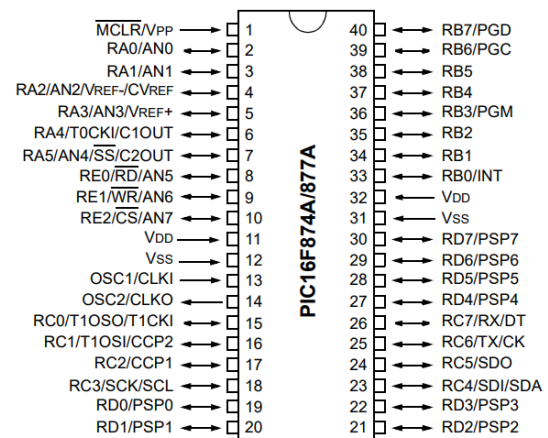 MCLR/VPP 1 40 RB7/PGD
RA0/AN0 2 39 RB6/PGC
RA1/AN1 3 38 RB5
RA2/AN2/VREF-/CVREF 4 37 RB4
RA3/AN3/VREF+ 5 36 RB3/PGM
RA4/T0CKI/C1OUT 6 35 RB2
RA5/AN4/SS/C2OUT 7 34 RB1
RE0/RD/AN5 8 33 RB0/INT
RE1/WR/AN6 9 32 VDD
RE2/CS/AN7 10 31 VSS
VDD 11 30 RD7/PSP7
VSS 12 29 RD6/PSP6
OSC1/CLKI 13 28 RD5/PSP5
OSC2/CLKO 14 27 RD4/PSP4
RC0/T1OSO/T1CKI 15 26 RC7/RX/DT
RC1/T1OSI/CCP2 16 25 RC6/TX/CK
RC2/CCP1 17 24 RC5/SDO
RC3/SCK/SCL 18 23 RC4/SDI/SDA
RD0/PSP0 19 22 RD3/PSP3
RD1/PSP1 20 21 RD2/PSP2
PIC16F874A/877A